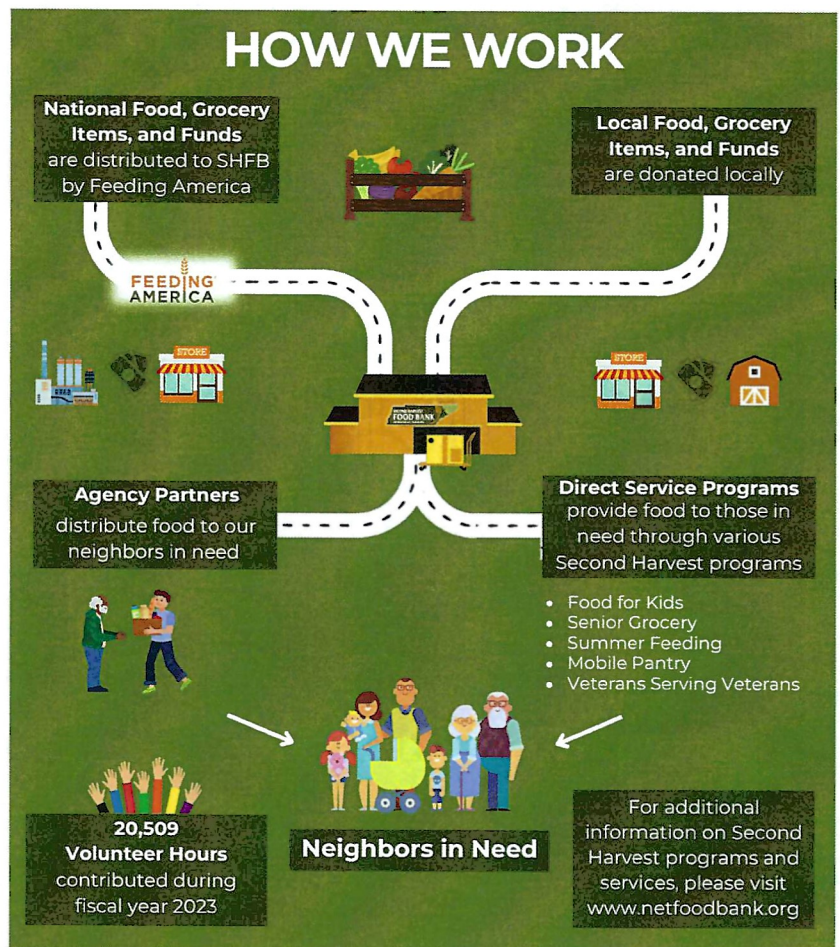 HOW WE WORK
National Food, Grocery
Items, and Funds
are distributed to SHFB
by Feeding America
Local Food, Grocery
Items, and Funds
are donated locally
FEEDING
AMERICA
STORE
STORE
SECOND HARVEST
FOOD BANK
Agency Partners
distribute food to our
neighbors in need
Direct Service Programs
provide food to those in
need through various
Second Harvest programs
• Food for Kids
• Senior Grocery
• Summer Feeding
• Mobile Pantry
• Veterans Serving Veterans
20,509
Volunteer Hours
contributed during
fiscal year 2023
Neighbors in Need
For additional
information on Second
Harvest programs and
services, please visit
www.netfoodbank.org